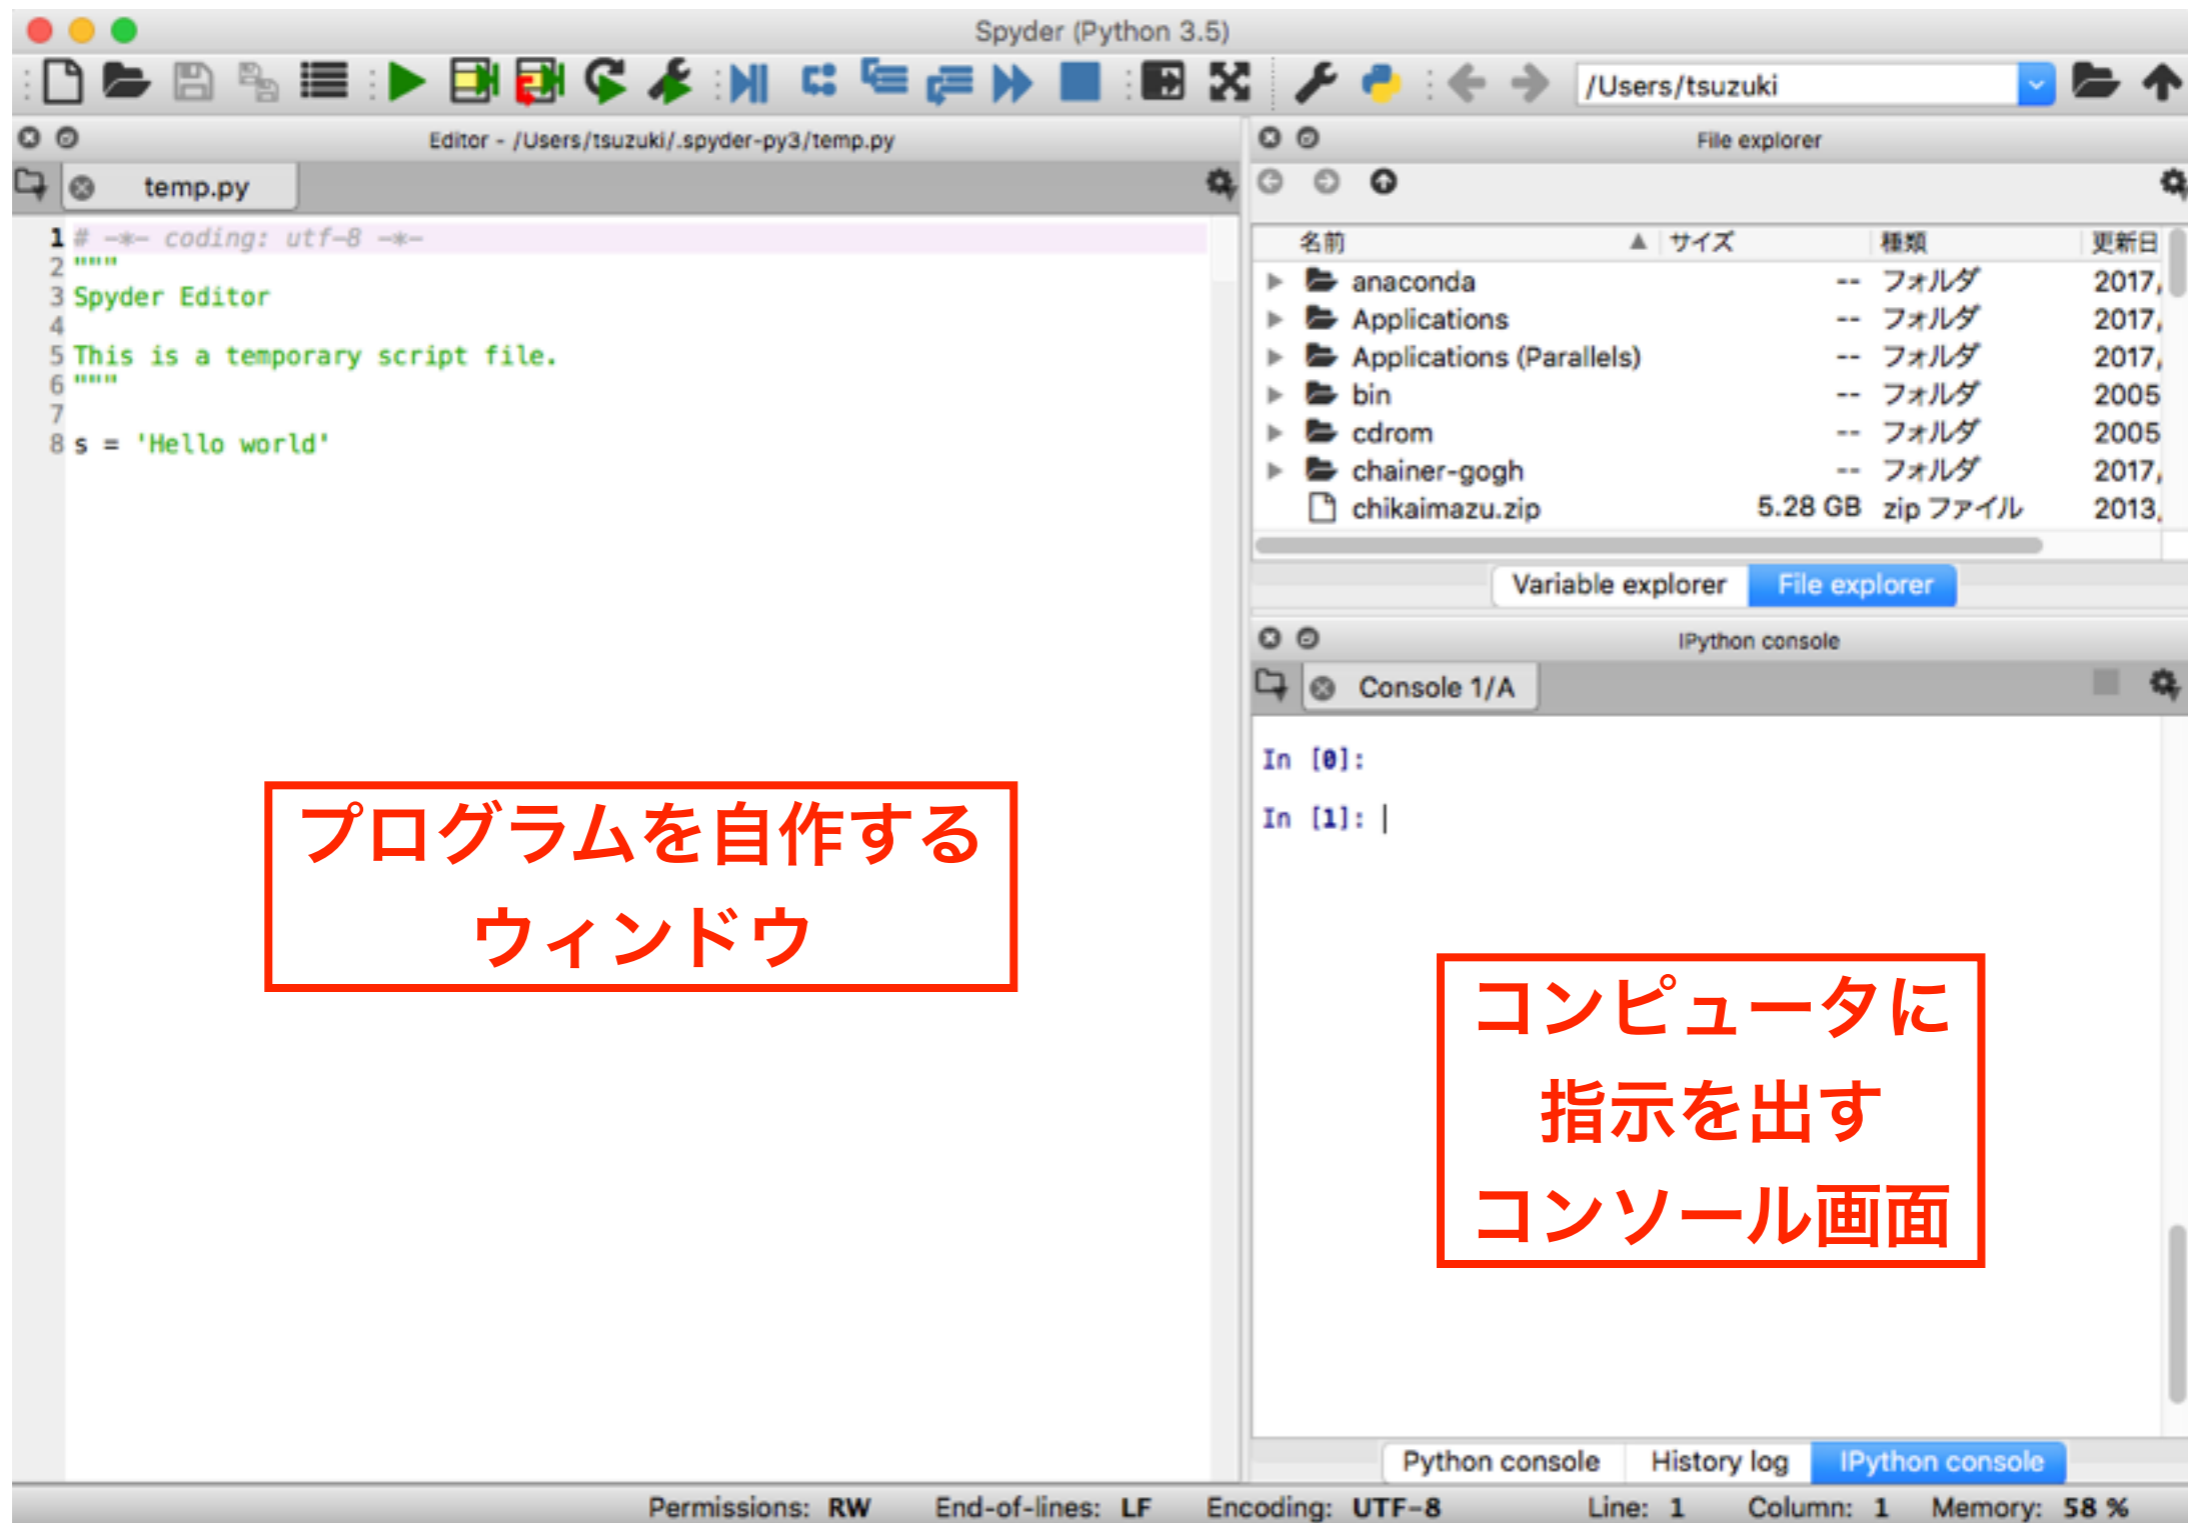 Spyder (Python 3.5)
/Users/tsuzuki
Editor - /Users/tsuzuki/.spyder-py3/temp.py
temp.py
1 # -*- coding: utf-8 -*-
2 """
3 Spyder Editor
4
5 This is a temporary script file.
6 """
7
8 s = 'Hello world'
プログラムを自作する
ウィンドウ
File explorer
名前 サイズ 種類 更新日
anaconda -- フォルダ 2017,
Applications -- フォルダ 2017,
Applications (Parallels) -- フォルダ 2017,
bin -- フォルダ 2005
cdrom -- フォルダ 2005
chainer-gogh -- フォルダ 2017,
chikaimazu.zip 5.28 GB zip ファイル 2013,
Variable explorer File explorer
IPython console
Console 1/A
In [0]:
In [1]:
コンピュータに
指示を出す
コンソール画面
Python console History log IPython console
Permissions: RW End-of-lines: LF Encoding: UTF-8 Line: 1 Column: 1 Memory: 58 %